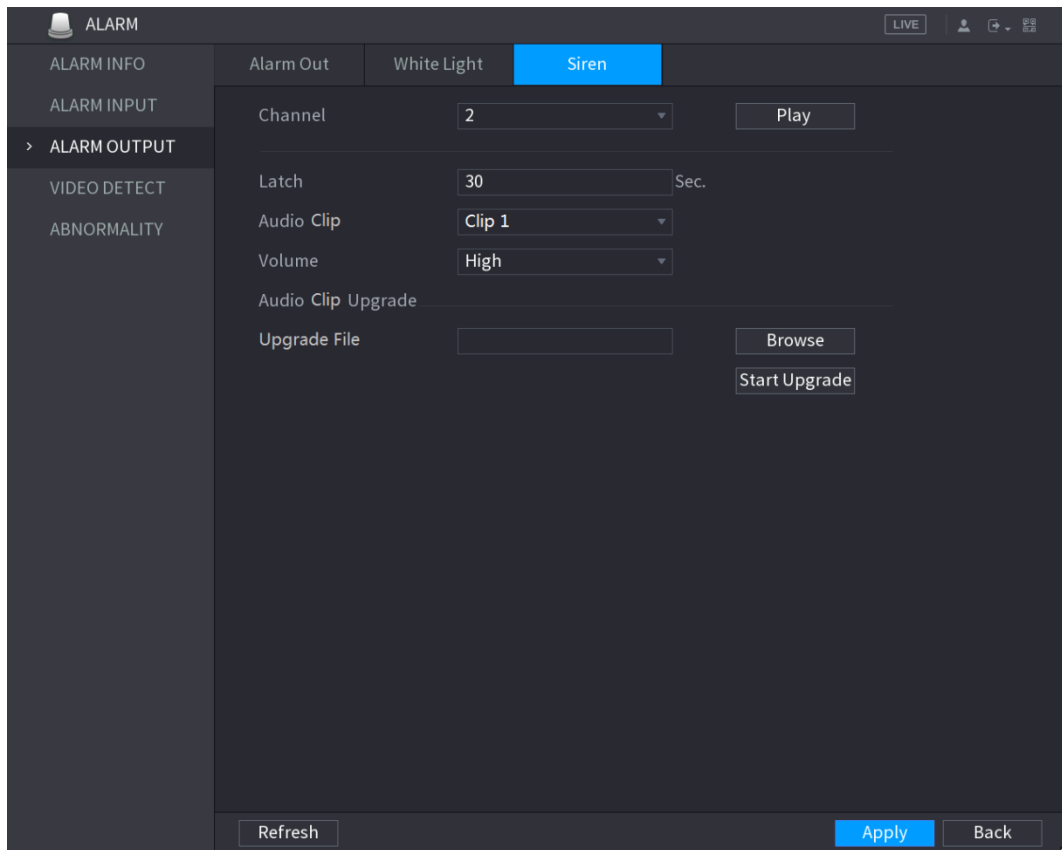 ALARM
LIVE
ALARM INFO
ALARM INPUT
> ALARM OUTPUT
VIDEO DETECT
ABNORMALITY
Alarm Out White Light Siren
Channel 2 Play
Latch 30 Sec.
Audio Clip Clip 1
Volume High
Audio Clip Upgrade
Upgrade File Browse
Start Upgrade
Refresh Apply Back